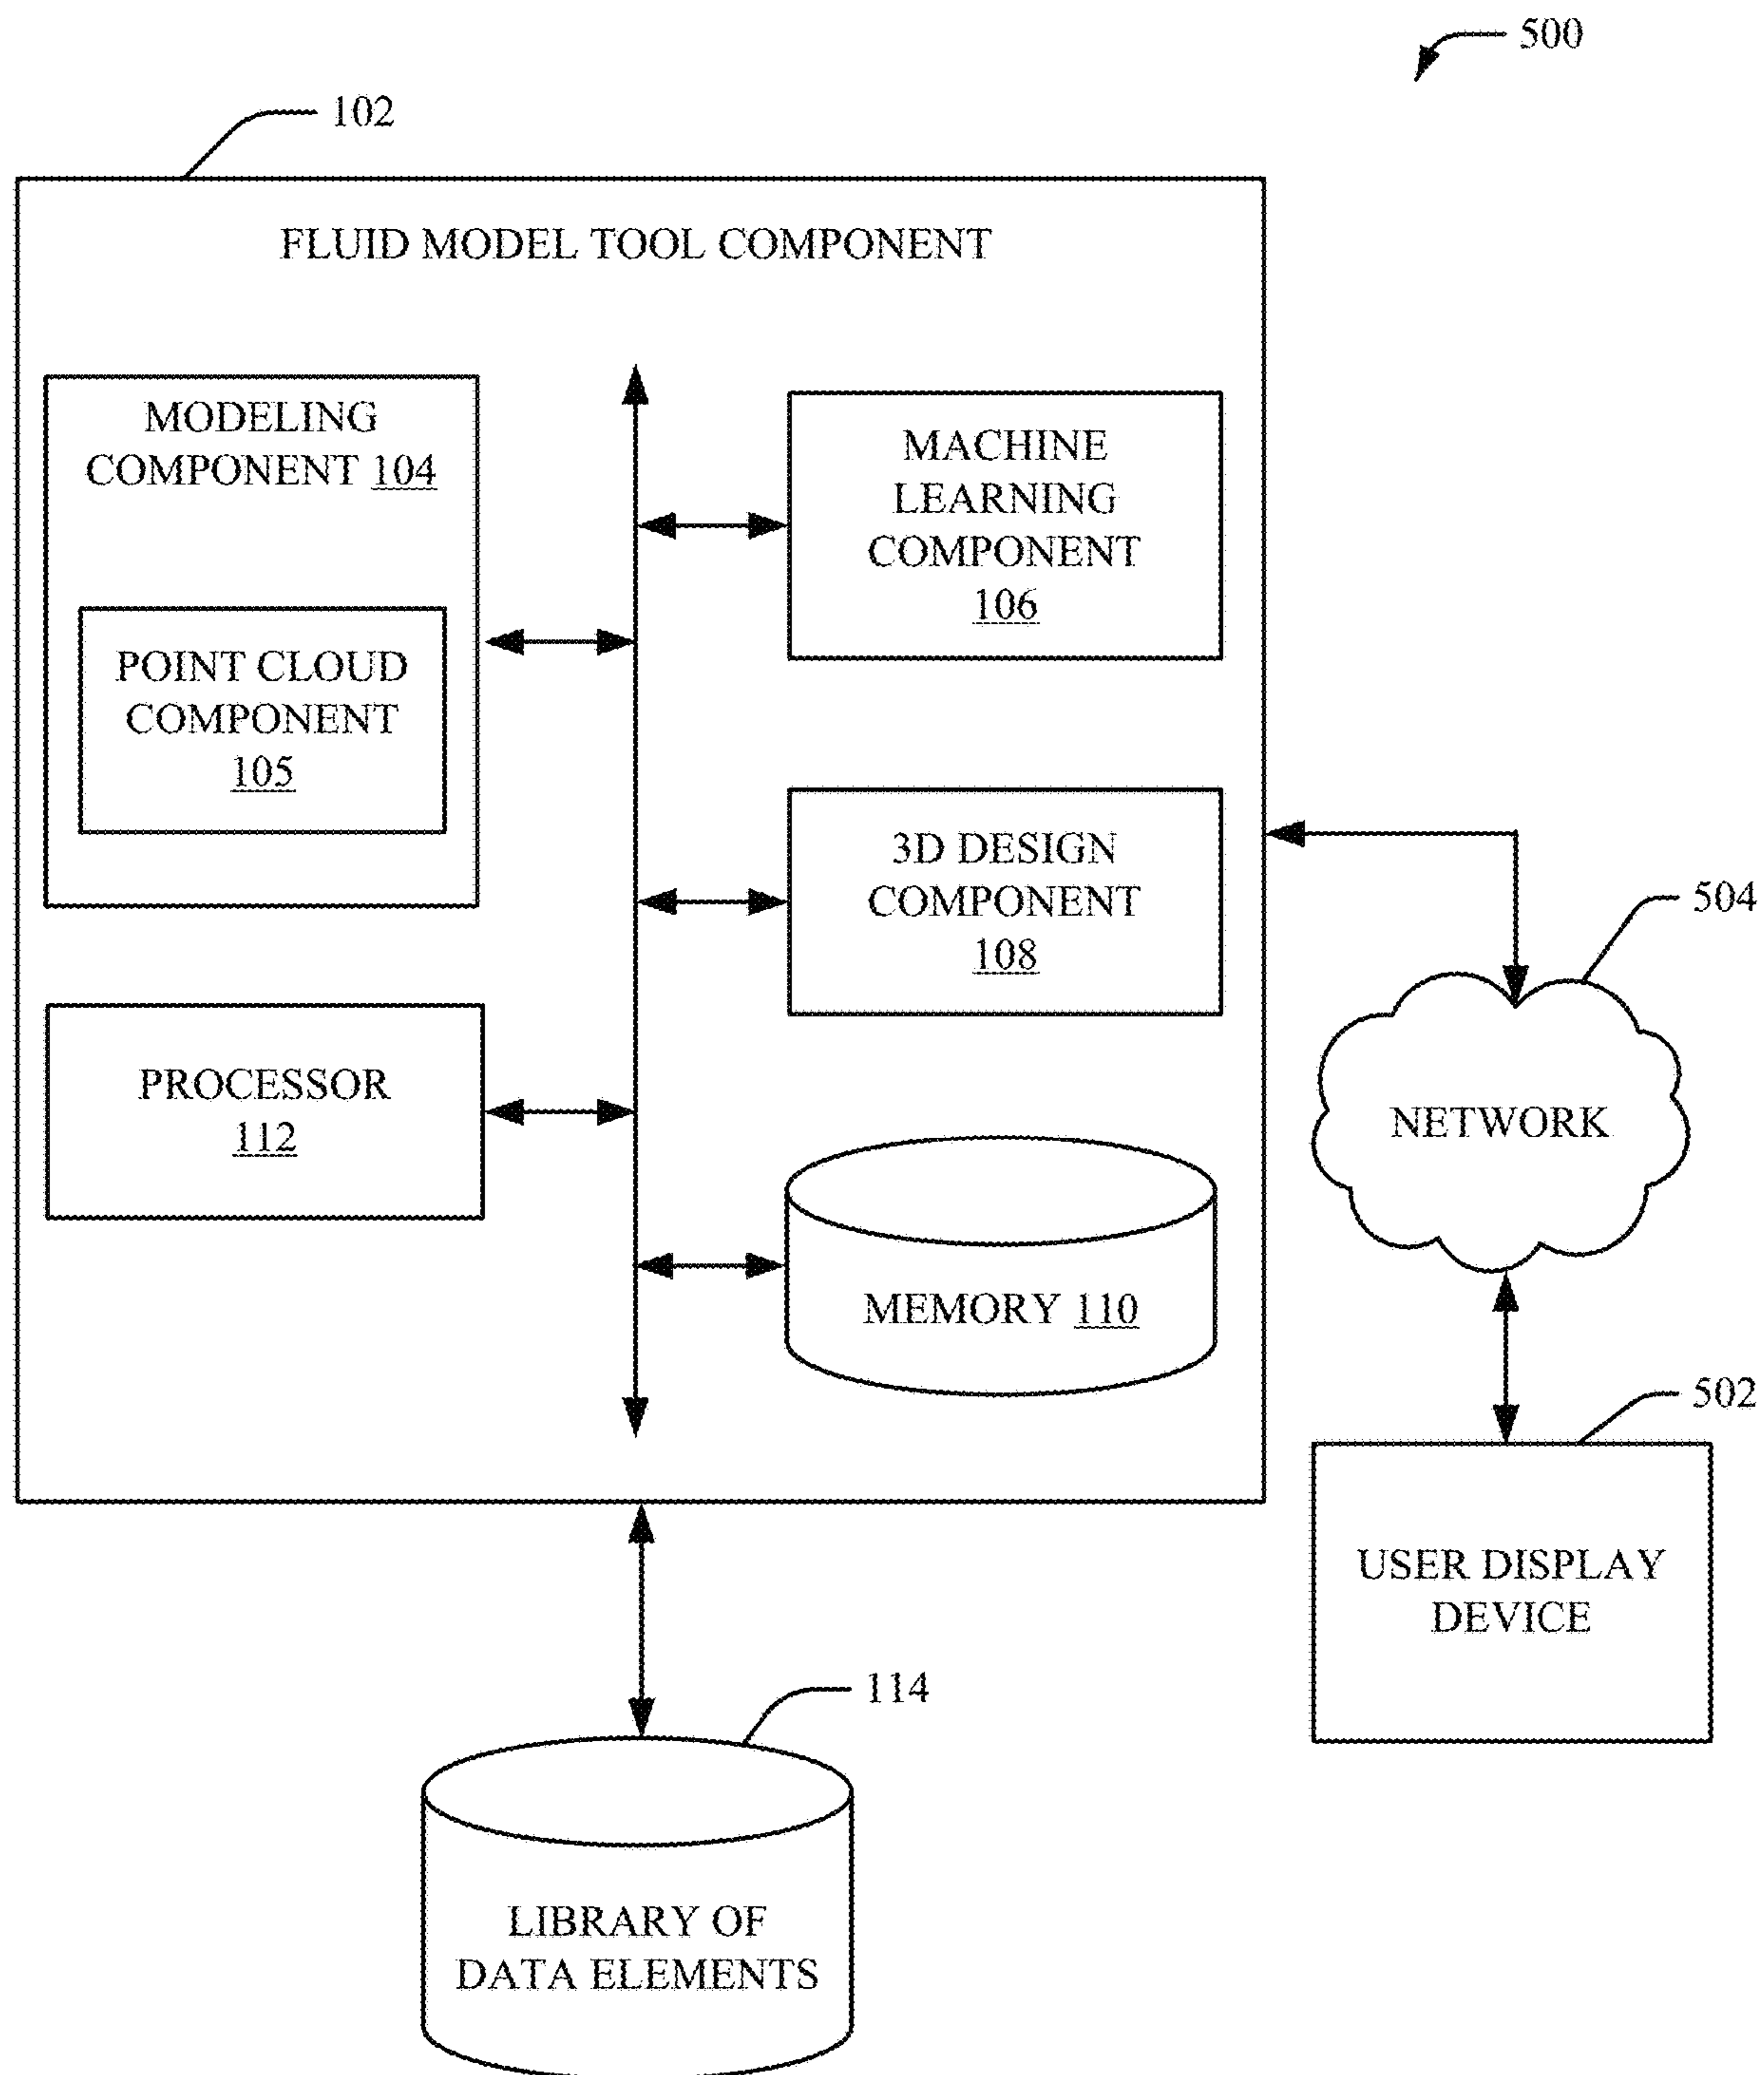 500
102
FLUID MODEL TOOL COMPONENT
MODELING
COMPONENT 104
POINT CLOUD
COMPONENT
105
MACHINE
LEARNING
COMPONENT
106
3D DESIGN
COMPONENT
108
PROCESSOR
112
MEMORY 110
504
NETWORK
502
USER DISPLAY
DEVICE
114
LIBRARY OF
DATA ELEMENTS